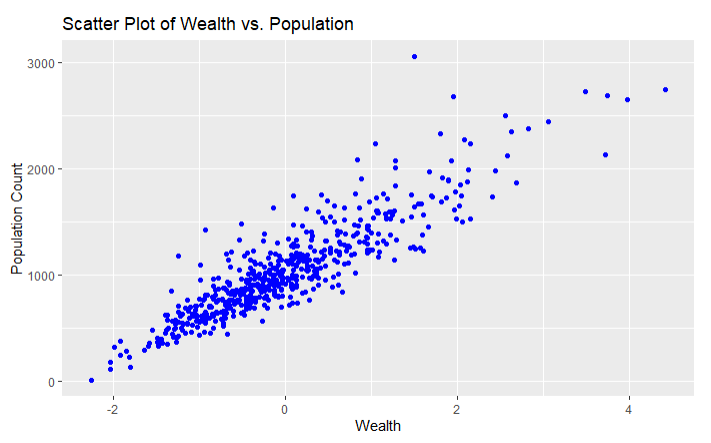 Scatter Plot of Wealth vs. Population
3000
2000
1000
0
Population Count
-2 0 2 4
Wealth